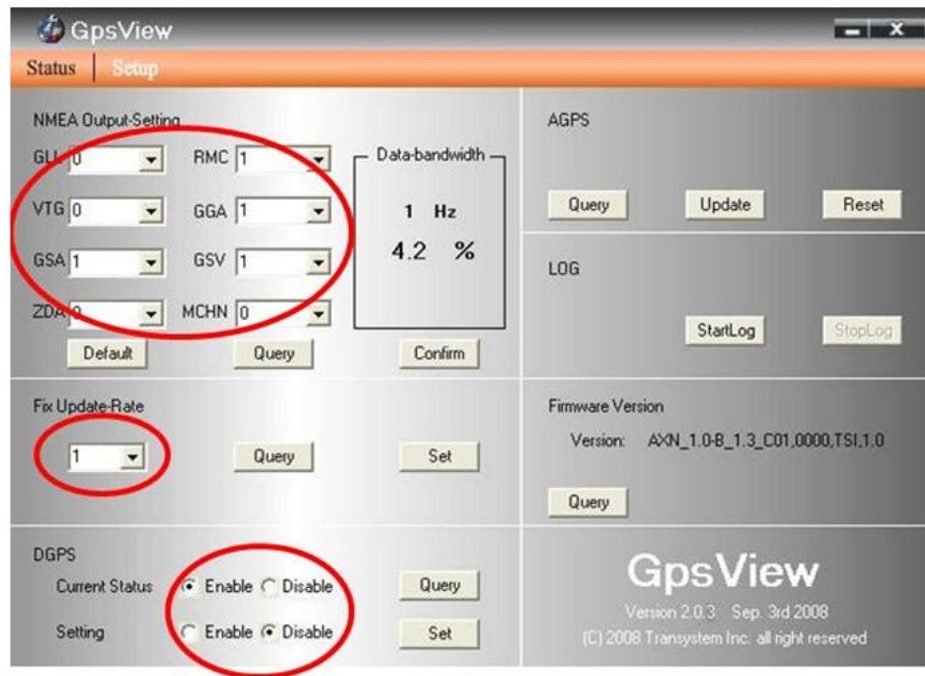 GpsView
Status | Setup
NMEA Output-Setting
GLL 0 RMC 1
VTG 0 GGA 1
GSA 1 GSV 1
ZDA 0 MCHN 0
Data-bandwidth
1 Hz
4.2 %
Default Query Confirm
Fix Update-Rate
1 Query Set
DGPS
Current Status Enable Disable Query
Setting Enable Disable Set
AGPS
Query Update Reset
LOG
StartLog StopLog
Firmware Version
Version: AXN_1.0-B_1.3_C01,0000,TSI,1.0
Query
GpsView
Version 2.0.3 Sep. 3rd 2008
(C) 2008 Transystem Inc. all right reserved